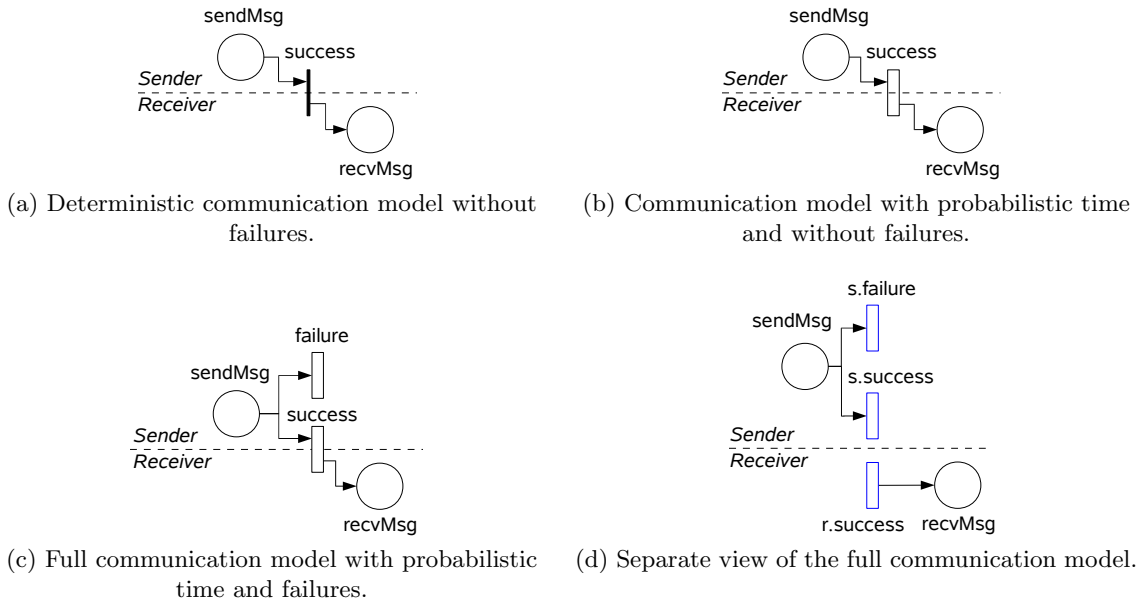 sendMsg
success
Sender
Receiver
recvMsg
(a) Deterministic communication model without
failures.
sendMsg
success
Sender
Receiver
recvMsg
(b) Communication model with probabilistic time
and without failures.
failure
sendMsg
success
Sender
Receiver
recvMsg
(c) Full communication model with probabilistic
time and failures.
s.failure
sendMsg
s.success
Sender
Receiver
r.success recvMsg
(d) Separate view of the full communication model.